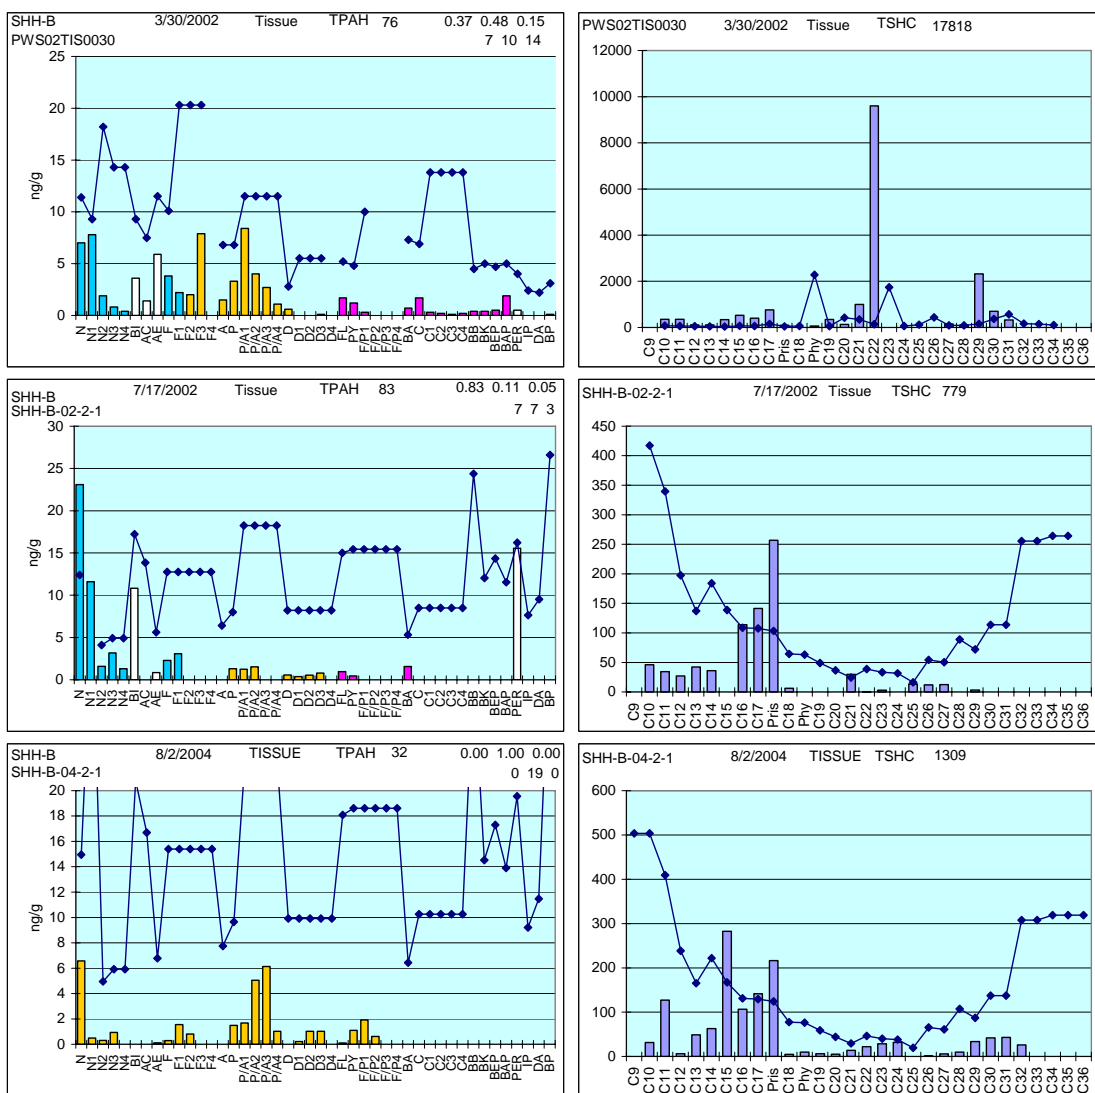 SHH-B 3/30/2002 Tissue TPAH 76 0.37 0.48 0.15
PWS02TIS0030 7 10 14
25
20
15
10
5
0
ng/g
N N1 N2 N3 N4 BI AC AE F F1 F2 F3 F4 A P P/A1 P/A2 P/A3 P/A4 D D1 D2 D3 D4 FL PY F/P1 F/P2 F/P3 F/P4 BA C C1 C2 C3 C4 BB BK BEP BAP PER IP DA BP
PWS02TIS0030 3/30/2002 Tissue TSHC 17818
12000
10000
8000
6000
4000
2000
0
C9 C10 C11 C12 C13 C14 C15 C16 C17 Pris C18 Phy C19 C20 C21 C22 C23 C24 C25 C26 C27 C28 C29 C30 C31 C32 C33 C34 C35 C36
SHH-B 7/17/2002 Tissue TPAH 83 0.83 0.11 0.05
SHH-B-02-2-1 7 7 3
30
25
20
15
10
5
0
ng/g
N N1 N2 N3 N4 BI AC AE F F1 F2 F3 F4 A P P/A1 P/A2 P/A3 P/A4 D D1 D2 D3 D4 FL PY F/P1 F/P2 F/P3 F/P4 BA C C1 C2 C3 C4 BB BK BEP BAP PER IP DA BP
SHH-B-02-2-1 7/17/2002 Tissue TSHC 779
450
400
350
300
250
200
150
100
50
0
C9 C10 C11 C12 C13 C14 C15 C16 C17 Pris C18 Phy C19 C20 C21 C22 C23 C24 C25 C26 C27 C28 C29 C30 C31 C32 C33 C34 C35 C36
SHH-B 8/2/2004 TISSUE TPAH 32 0.00 1.00 0.00
SHH-B-04-2-1 0 19 0
20
18
16
14
12
10
8
6
4
2
0
ng/g
N N1 N2 N3 N4 BI AC AE F F1 F2 F3 F4 A P P/A1 P/A2 P/A3 P/A4 D D1 D2 D3 D4 FL PY F/P1 F/P2 F/P3 F/P4 BA C C1 C2 C3 C4 BB BK BEP BAP PER IP DA BP
SHH-B-04-2-1 8/2/2004 TISSUE TSHC 1309
600
500
400
300
200
100
0
C9 C10 C11 C12 C13 C14 C15 C16 C17 Pris C18 Phy C19 C20 C21 C22 C23 C24 C25 C26 C27 C28 C29 C30 C31 C32 C33 C34 C35 C36